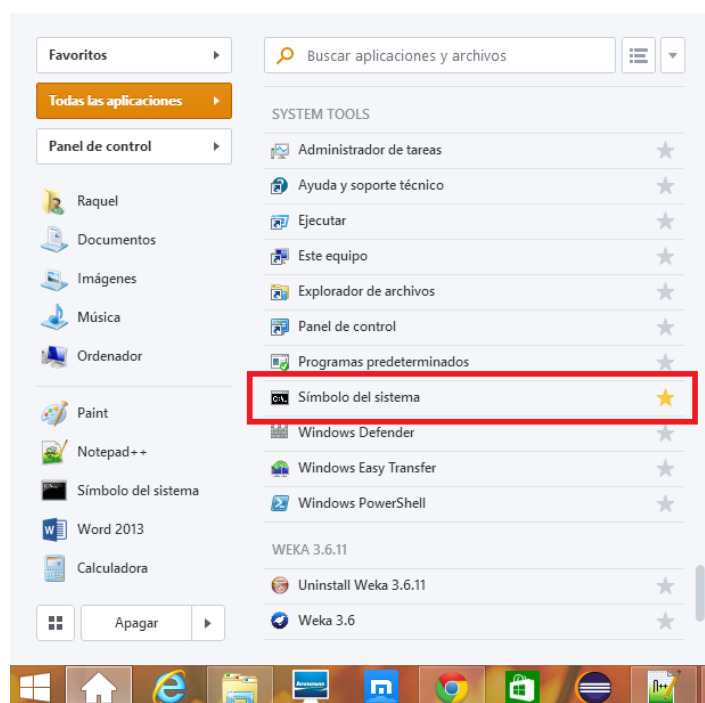 Favoritos
Todas las aplicaciones
Panel de control
Raquel
Documentos
Imágenes
Música
Ordenador
Paint
Notepad++
Símbolo del sistema
Word 2013
Calculadora
Apagar
Buscar aplicaciones y archivos
SYSTEM TOOLS
Administrador de tareas
Ayuda y soporte técnico
Ejecutar
Este equipo
Explorador de archivos
Panel de control
Programas predeterminados
Símbolo del sistema
Windows Defender
Windows Easy Transfer
Windows PowerShell
WEKA 3.6.11
Uninstall Weka 3.6.11
Weka 3.6
lenovo